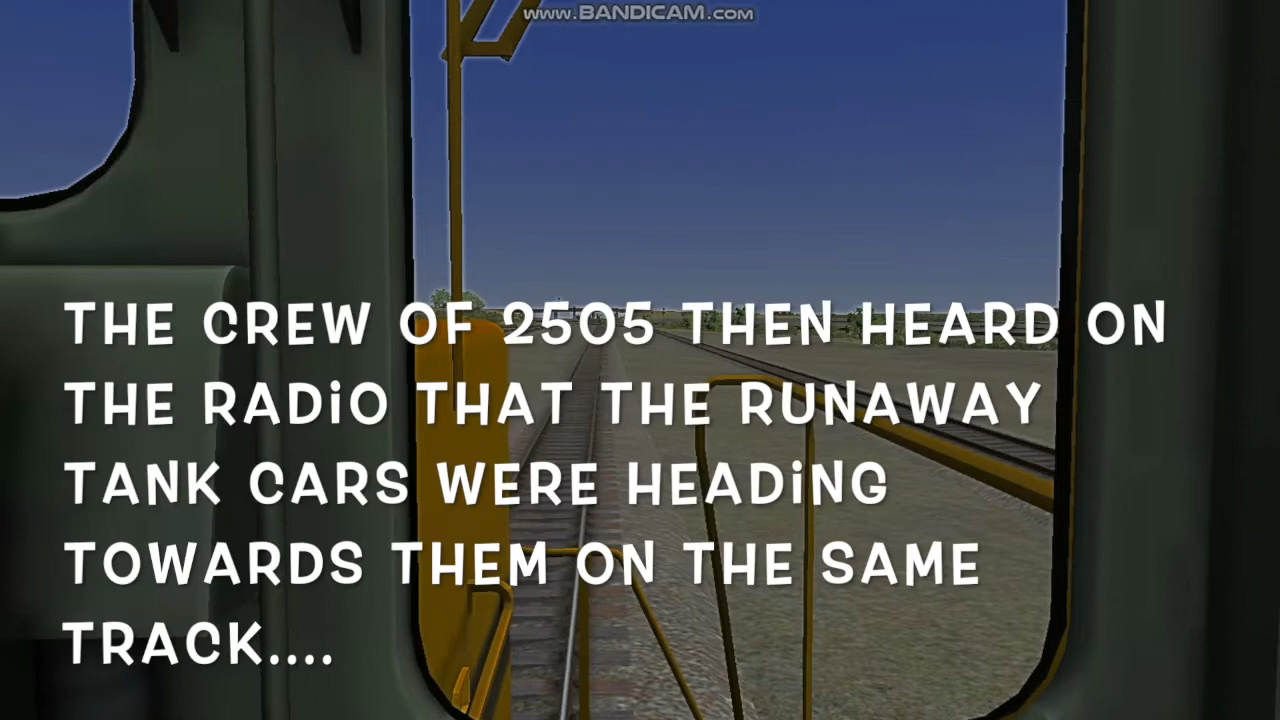 www.BANDICAM.com
THE CREW OF 2505 THEN HEARD ON
THE RADiO THAT THE RUNAWAY
TANK CARS WERE HEADiNG
TOWARDS THEM ON THE SAME
TRACK....